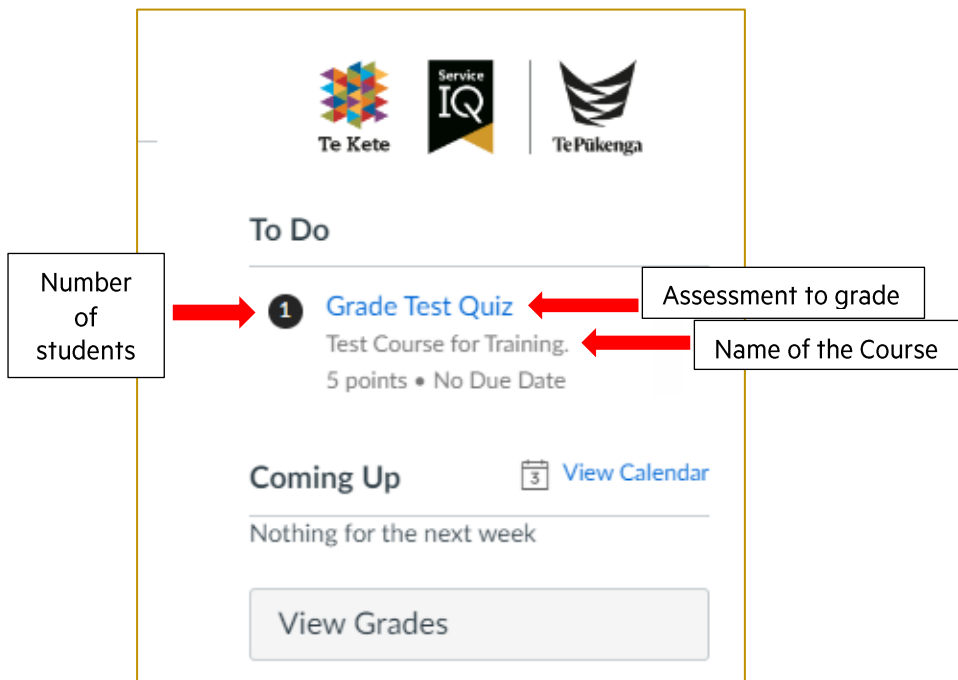 Service
IQ
Te Kete
Te Pūkenga
To Do
Number
of
students
1
Grade Test Quiz
Assessment to grade
Test Course for Training.
Name of the Course
5 points • No Due Date
Coming Up
3
View Calendar
Nothing for the next week
View Grades